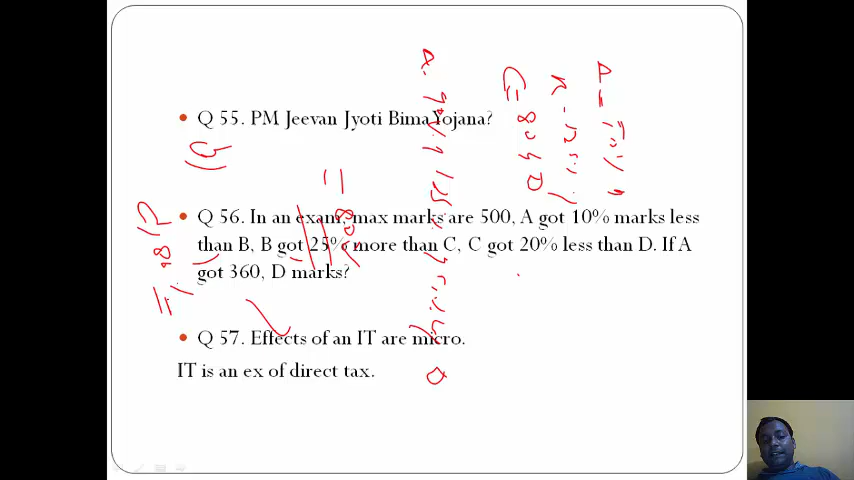 • Q 55. PM Jeevan Jyoti Bima Yojana?
• Q 56. In an exam, max marks are 500, A got 10% marks less
than B, B got 25% more than C, C got 20% less than D. If A
got 360, D marks?
• Q 57. Effects of an IT are micro.
IT is an ex of direct tax.